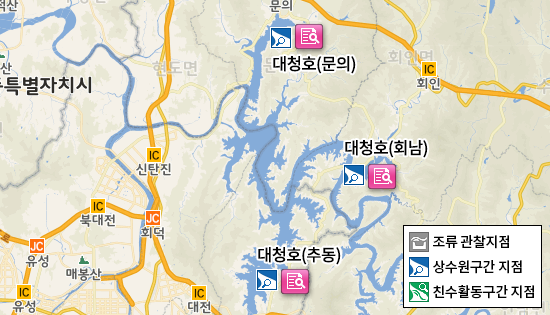 문의
회인면
현도면
대청호(문의)
문의
IC
회인
특별자치시
대청호(회남)
IC
신탄진
IC
북대전
JC
회덕
조류 관찰지점
JC
유성
대청호(추동)
상수원구간 지점
매봉산
친수활동구간 지점
IC
유성
IC
대전